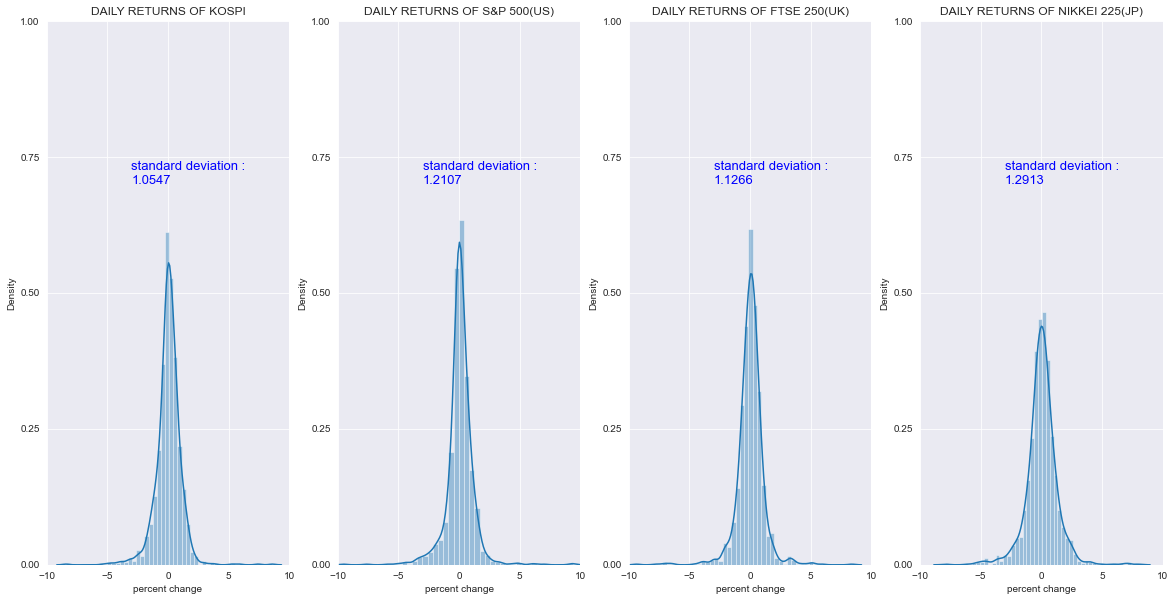 DAILY RETURNS OF KOSPI
1.00
0.75
0.50
0.25
0.00
Density
standard deviation :
1.0547
−10
−5
0
5
10
percent change
DAILY RETURNS OF S&P 500(US)
1.00
0.75
0.50
0.25
0.00
Density
standard deviation :
1.2107
−10
−5
0
5
10
percent change
DAILY RETURNS OF FTSE 250(UK)
1.00
0.75
0.50
0.25
0.00
Density
standard deviation :
1.1266
−10
−5
0
5
10
percent change
DAILY RETURNS OF NIKKEI 225(JP)
1.00
0.75
0.50
0.25
0.00
Density
standard deviation :
1.2913
−10
−5
0
5
10
percent change